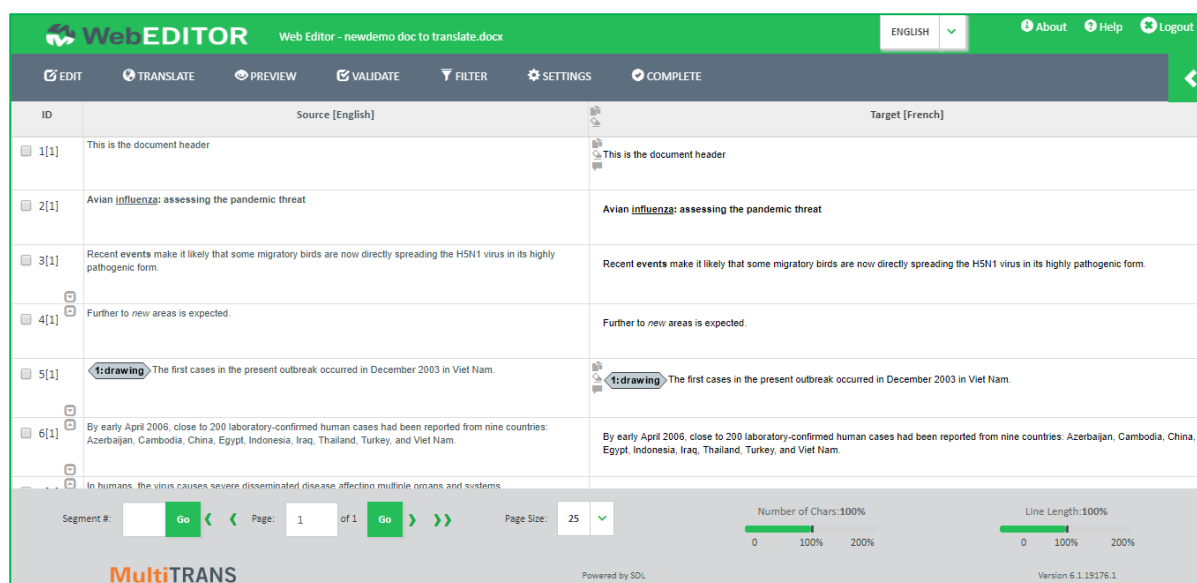 WebEDITOR Web Editor - newdemo doc to translate.docx ENGLISH About Help Logout
EDIT TRANSLATE PREVIEW VALIDATE FILTER SETTINGS COMPLETE
ID Source [English] Target [French]
1[1] This is the document header This is the document header
2[1] Avian influenza: assessing the pandemic threat Avian influenza: assessing the pandemic threat
3[1] Recent events make it likely that some migratory birds are now directly spreading the H5N1 virus in its highly
pathogenic form.
Recent events make it likely that some migratory birds are now directly spreading the H5N1 virus in its highly pathogenic form.
4[1] Further to new areas is expected. Further to new areas is expected.
5[1] 1:drawing The first cases in the present outbreak occurred in December 2003 in Viet Nam. 1:drawing The first cases in the present outbreak occurred in December 2003 in Viet Nam.
6[1] By early April 2006, close to 200 laboratory-confirmed human cases had been reported from nine countries:
Azerbaijan, Cambodia, China, Egypt, Indonesia, Iraq, Thailand, Turkey, and Viet Nam.
By early April 2006, close to 200 laboratory-confirmed human cases had been reported from nine countries: Azerbaijan, Cambodia, China,
Egypt, Indonesia, Iraq, Thailand, Turkey, and Viet Nam.
In humans, the virus causes severe disseminated disease affecting multiple organs and systems
Segment #: Go Page: 1 of 1 Go Page Size: 25
Number of Chars:100% Line Length:100%
0 100% 200% 0 100% 200%
MultiTRANS Powered by SDL Version 6.1.19176.1